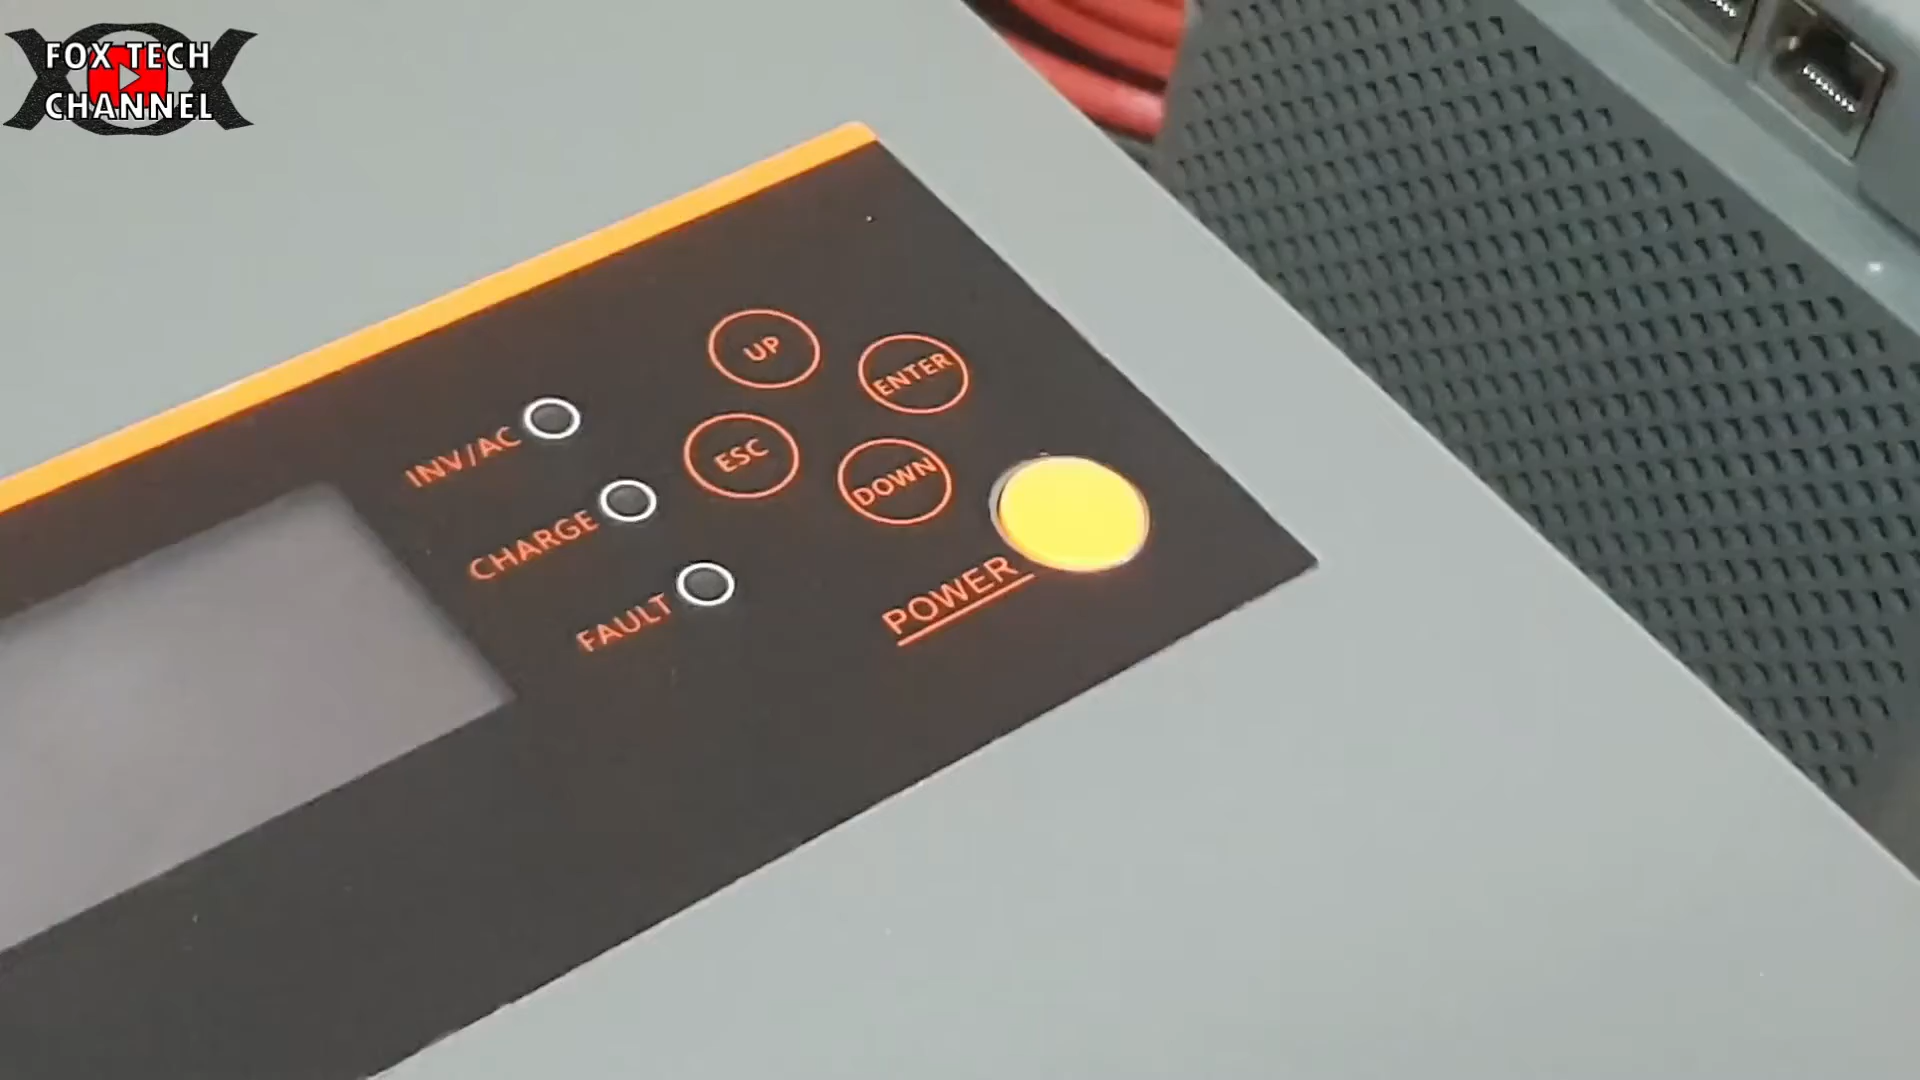 FOX TECH
CHANNEL
UP
ENTER
INV/AC
ESC
DOWN
CHARGE
FAULT
POWER